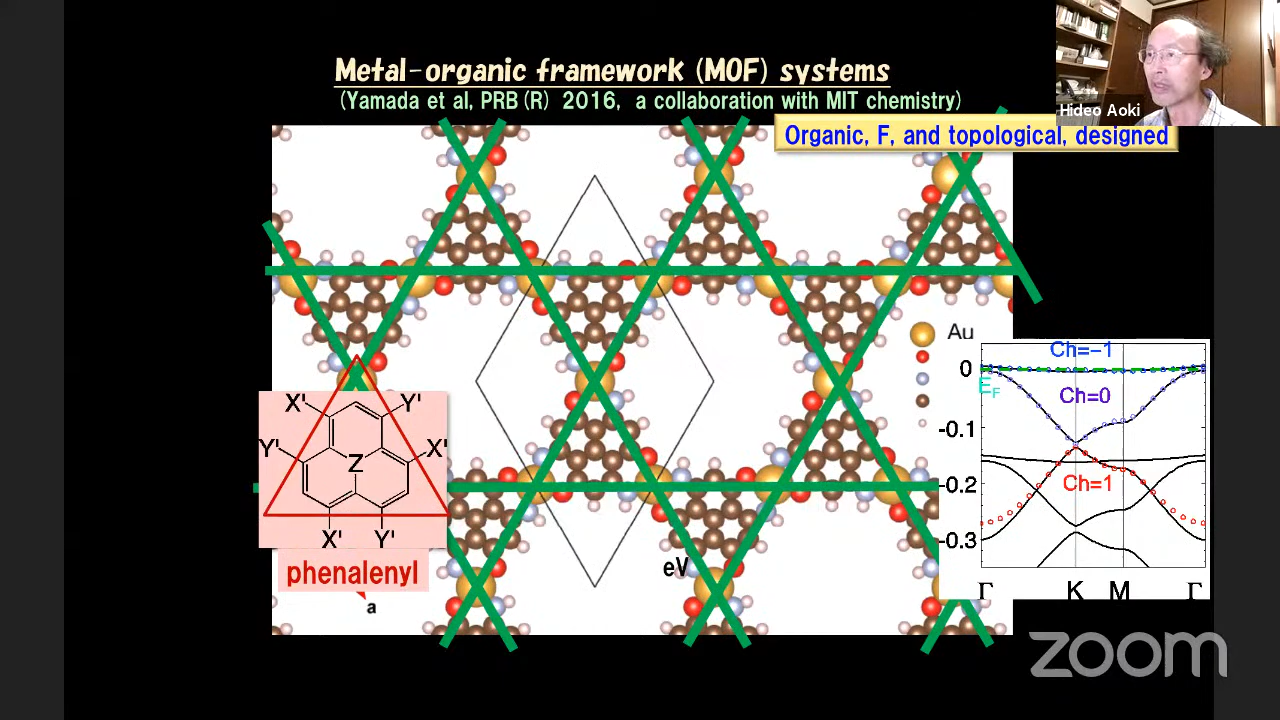 Metal-organic framework (MOF) systems
(Yamada et al, PRB(R) 2016, a collaboration with MIT chemistry)
Hideo Aoki
Organic, F, and topological, designed
Au
Ch=-1
0
E_F
Ch=0
-0.1
Ch=1
-0.2
-0.3
Γ K M Γ
eV
X' Y'
Y' Z X'
X' Y'
phenalenyl
a
zoom